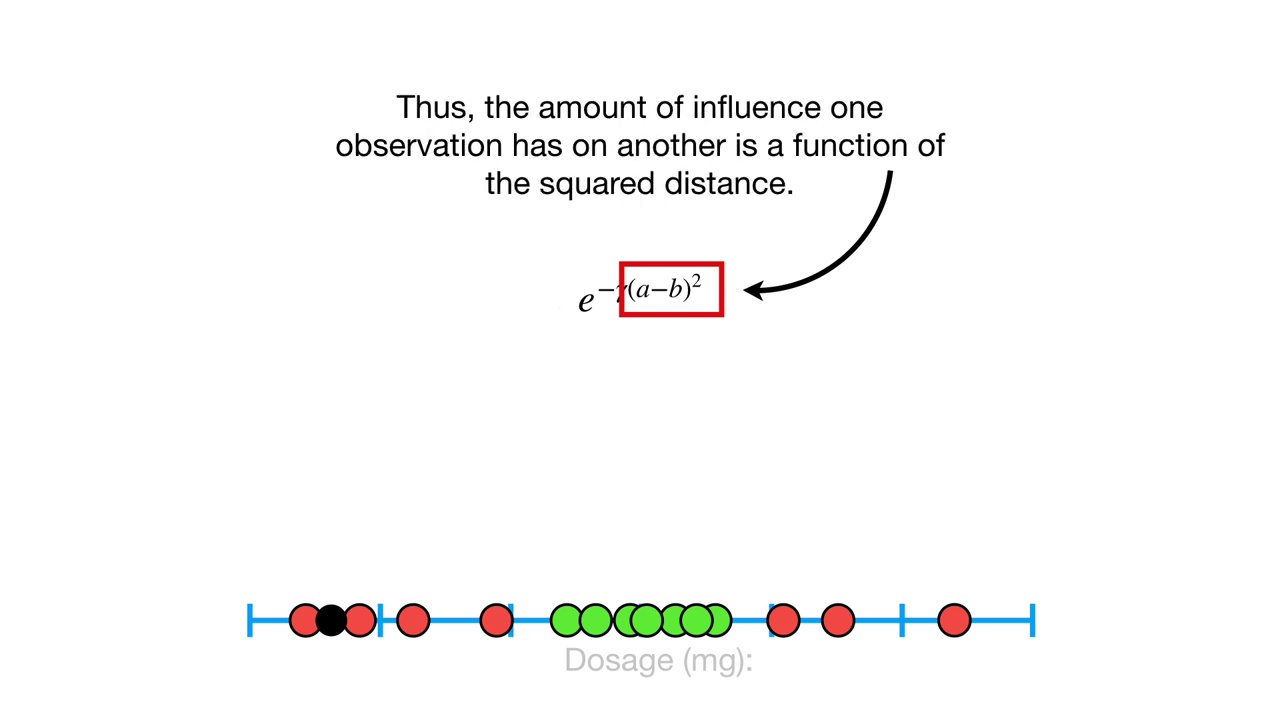 Thus, the amount of influence one
observation has on another is a function of
the squared distance.
e^{−γ(a−b)²}
Dosage (mg):